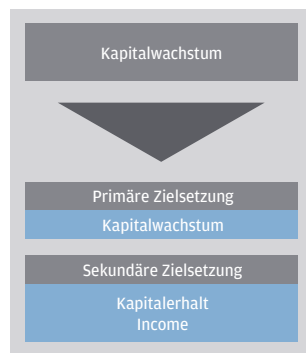 Kapitalwachstum
Primäre Zielsetzung
Kapitalwachstum
Sekundäre Zielsetzung
Kapitalerhalt
Income